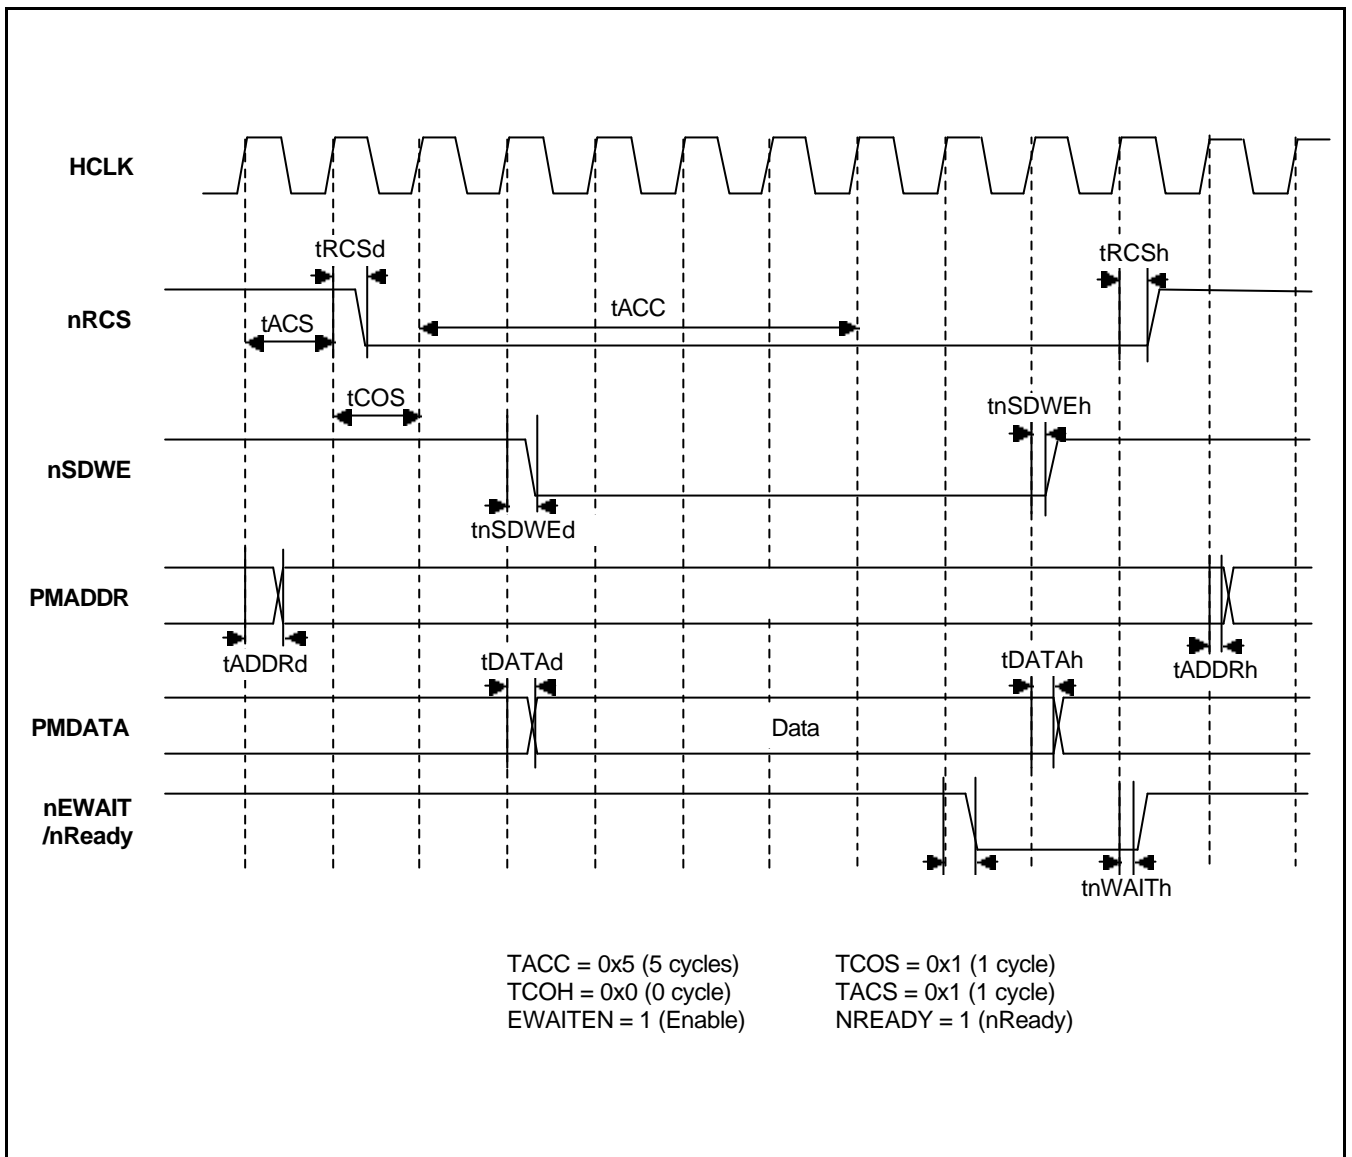 HCLK
tRCSd
tRCSh
nRCS
tACS
tACC
tCOS
tnSDWEh
nSDWE
tnSDWEd
PMADDR
tADDRd
tDATAd
tDATAh
tADDRh
PMDATA
Data
nEWAIT
/nReady
tnWAITh
TACC = 0x5 (5 cycles)
TCOS = 0x1 (1 cycle)
TCOH = 0x0 (0 cycle)
TACS = 0x1 (1 cycle)
EWAITEN = 1 (Enable)
NREADY = 1 (nReady)